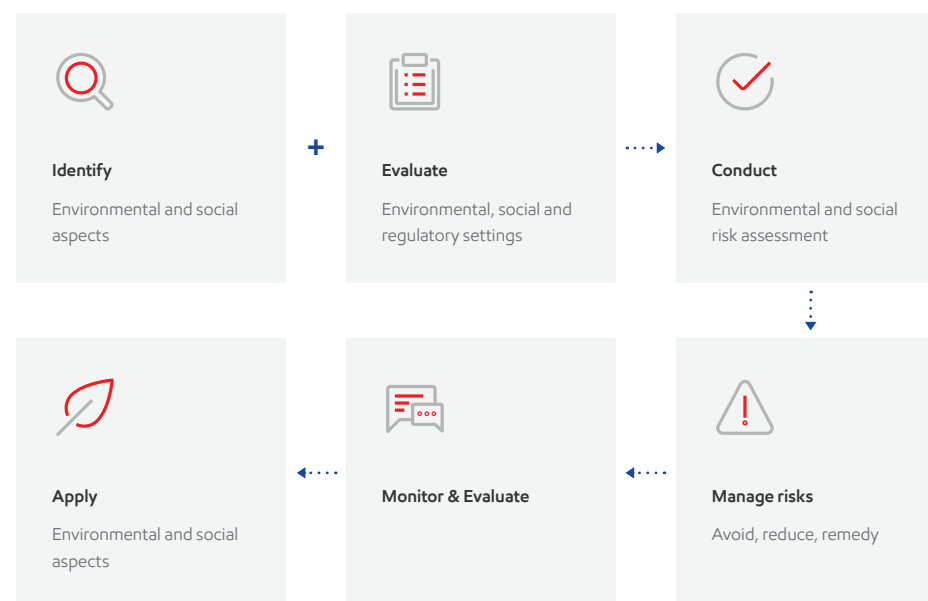 Identify
Environmental and social
aspects
+
Evaluate
Environmental, social and
regulatory settings
Conduct
Environmental and social
risk assessment
Apply
Environmental and social
aspects
Monitor & Evaluate
Manage risks
Avoid, reduce, remedy